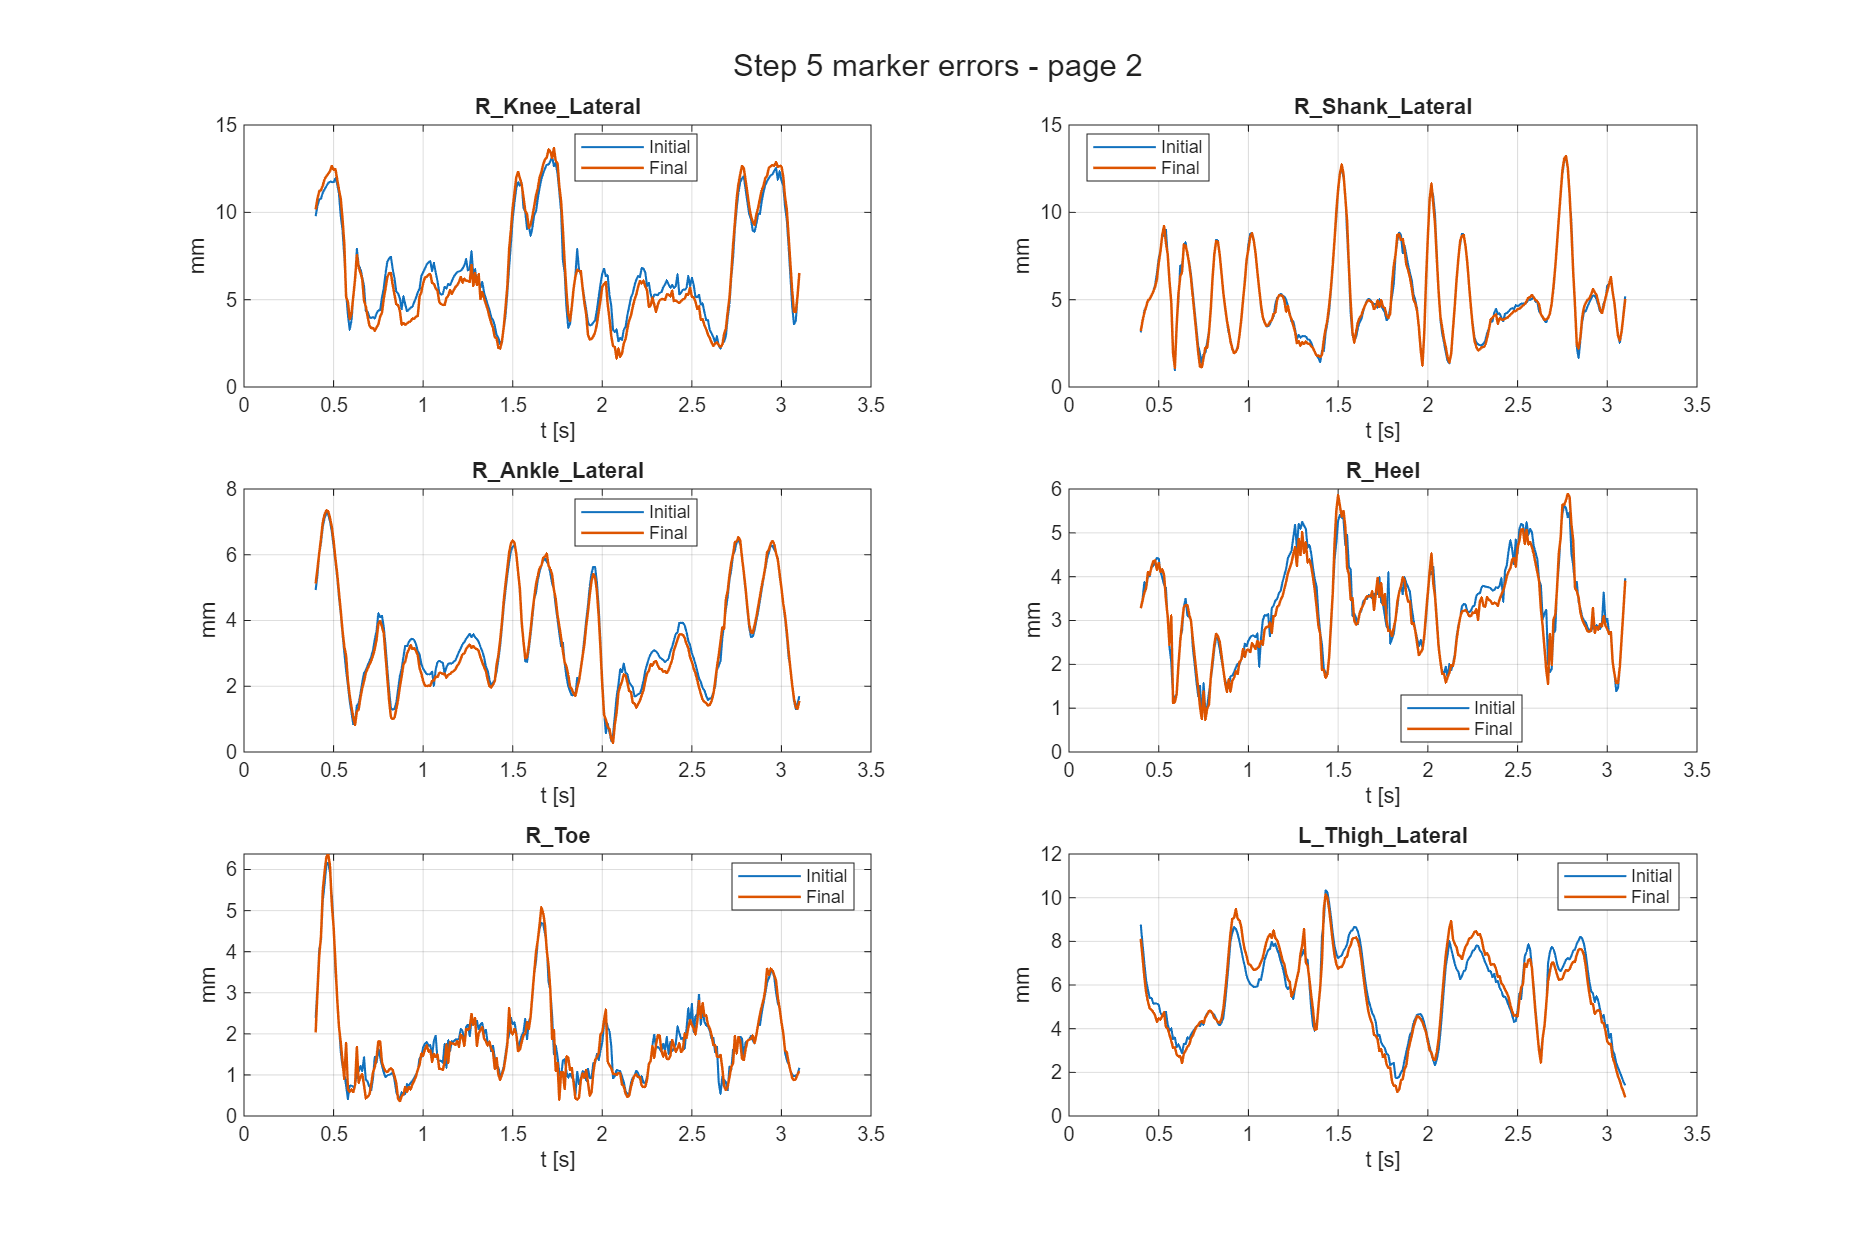 Step 5 marker errors - page 2
R_Knee_Lateral
15
10
5
0
mm
Initial
Final
0 0.5 1 1.5 2 2.5 3 3.5
t [s]
R_Shank_Lateral
15
10
5
0
mm
Initial
Final
0 0.5 1 1.5 2 2.5 3 3.5
t [s]
R_Ankle_Lateral
8
6
4
2
0
mm
Initial
Final
0 0.5 1 1.5 2 2.5 3 3.5
t [s]
R_Heel
6
5
4
3
2
1
0
mm
Initial
Final
0 0.5 1 1.5 2 2.5 3 3.5
t [s]
R_Toe
6
5
4
3
2
1
0
mm
Initial
Final
0 0.5 1 1.5 2 2.5 3 3.5
t [s]
L_Thigh_Lateral
12
10
8
6
4
2
0
mm
Initial
Final
0 0.5 1 1.5 2 2.5 3 3.5
t [s]